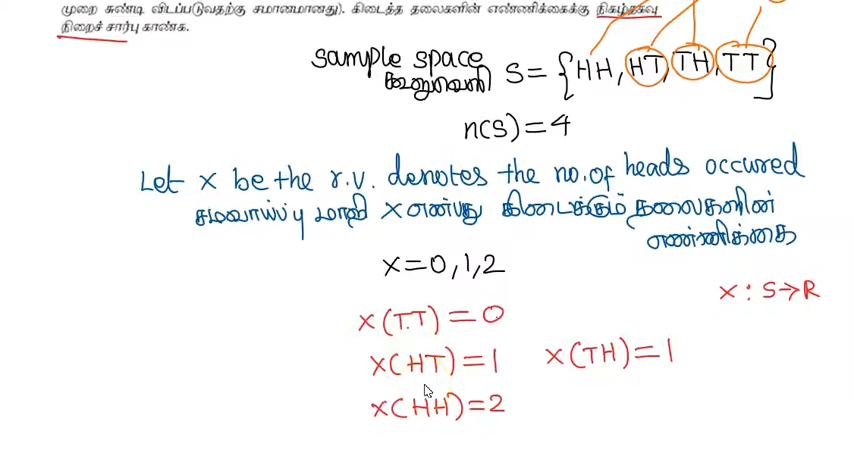 முறை சுண்டி விடப்படுவதற்கு சமமானமானது). கிடைத்த தலைகளின் எண்ணிக்கைக்கு நிகழ்தகவு
நிறைச் சார்பு காண்க.
sample space S = {HH, HT, TH, TT}
கூறுவெளி
n(S) = 4
Let X be the r.v. denotes the no. of heads occured
சமவாய்ப்பு மாறி X என்பது கிடைக்கும் தலைகளின்
எண்ணிக்கை
X = 0, 1, 2
X : S → R
X(TT) = 0
X(HT) = 1 X(TH) = 1
X(HH) = 2